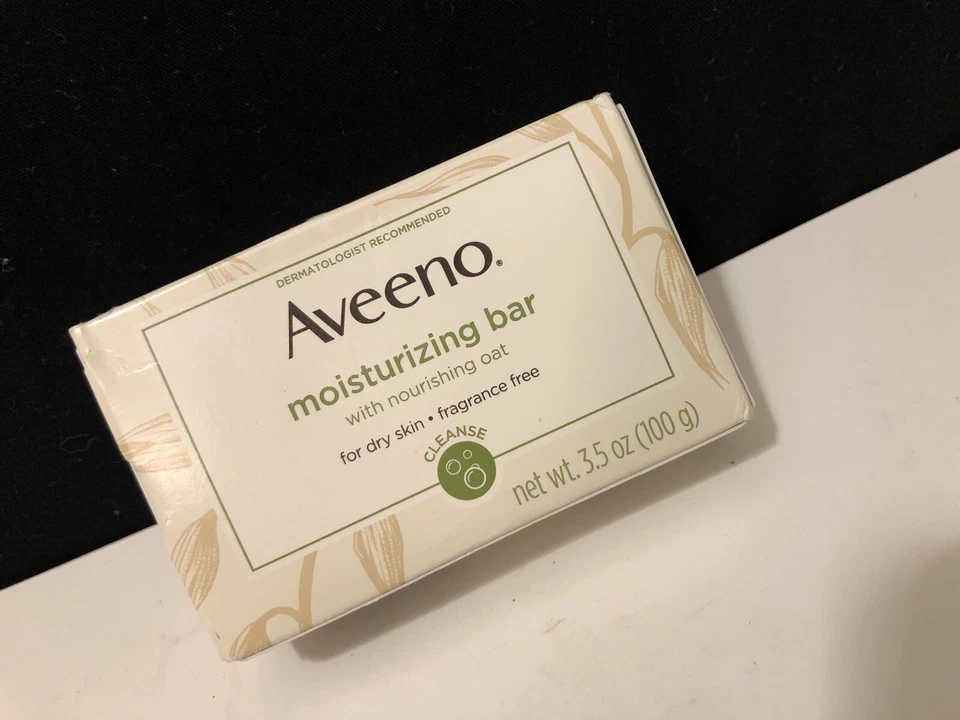 DERMATOLOGIST RECOMMENDED
Aveeno®
moisturizing bar
with nourishing oat
for dry skin • fragrance free
CLEANSE
net wt. 3.5 oz (100 g)